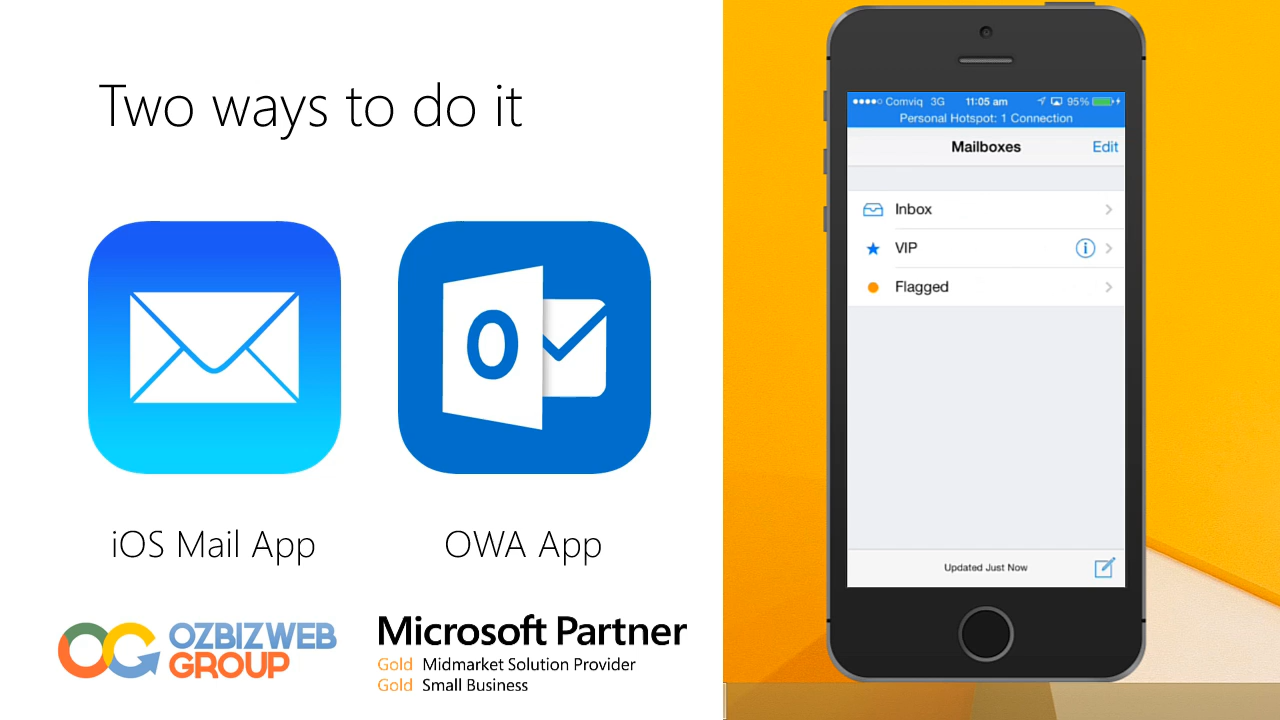 Two ways to do it
iOS Mail App
OWA App
OZBIZWEB
GROUP
Microsoft Partner
Gold Midmarket Solution Provider
Gold Small Business
Comviq 3G 11:05 am 95%
Personal Hotspot: 1 Connection
Mailboxes Edit
Inbox
VIP
Flagged
Updated Just Now